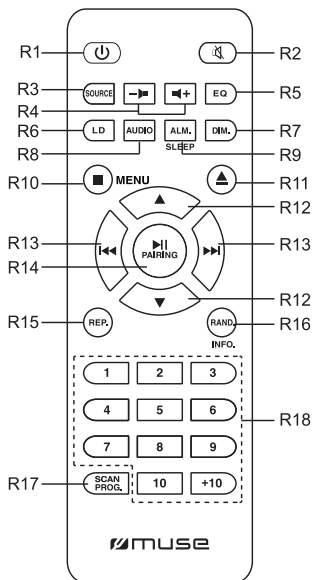 R1 R2
R3 SOURCE EQ R5
R4
R6 LD AUDIO ALM. DIM. R7
R8 SLEEP R9
R10 MENU R11
R12
R13 R13
R14 PAIRING
R12
R15 REP. RAND. R16
INFO.
1 2 3
4 5 6
R18
7 8 9
R17 SCAN PROG. 10 +10
muse